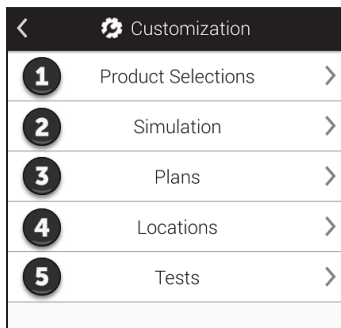 Customization
1 Product Selections
2 Simulation
3 Plans
4 Locations
5 Tests